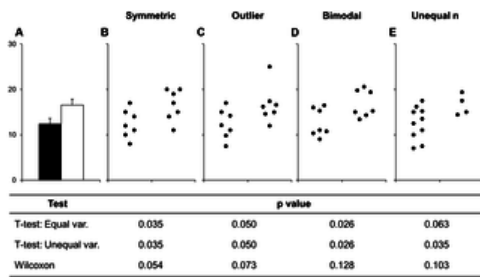 Symmetric Outlier Bimodal Unequal n
A B C D E
30
20
10
0
Test p value
T-test: Equal var. 0.035 0.050 0.026 0.063
T-test: Unequal var. 0.035 0.050 0.026 0.035
Wilcoxon 0.054 0.073 0.128 0.103